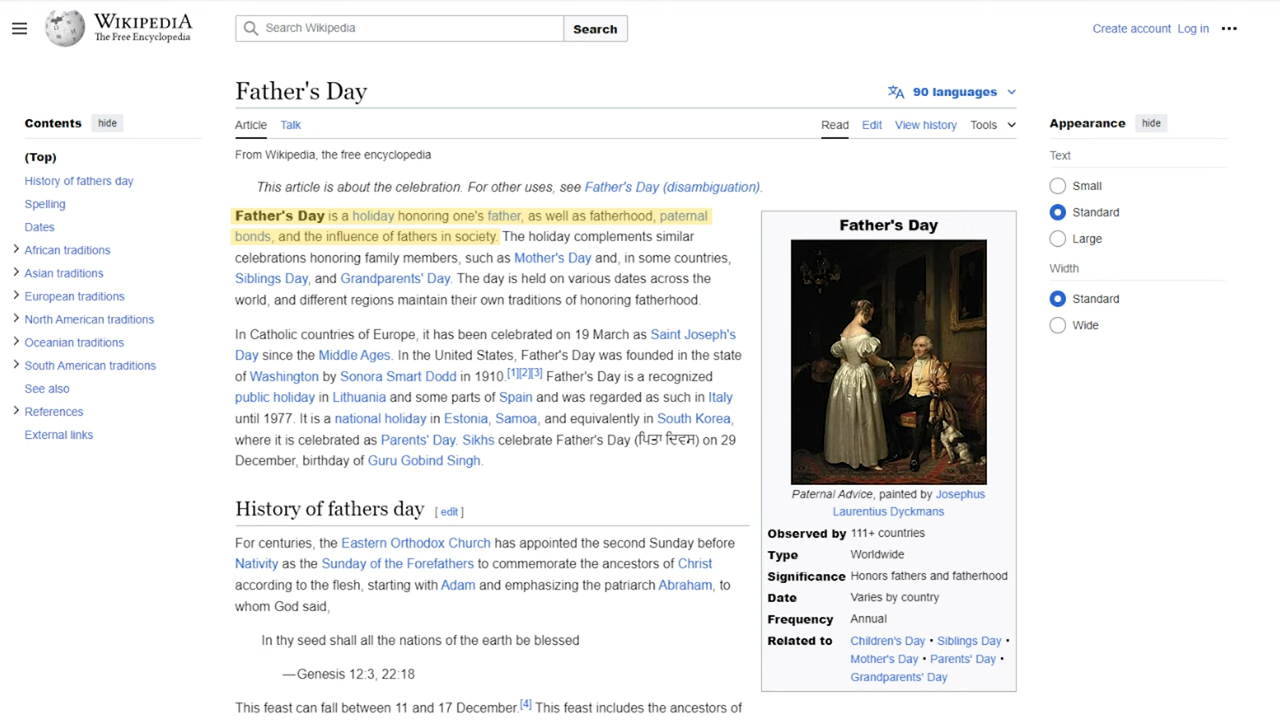 WIKIPEDIA
The Free Encyclopedia
Search Wikipedia
Search
Create account Log in
Father's Day
90 languages
Contents hide
Article Talk
Read Edit View history Tools
Appearance hide
(Top)
History of fathers day
Spelling
Dates
African traditions
Asian traditions
European traditions
North American traditions
Oceanian traditions
South American traditions
See also
References
External links
From Wikipedia, the free encyclopedia
This article is about the celebration. For other uses, see Father's Day (disambiguation).
Father's Day is a holiday honoring one's father, as well as fatherhood, paternal
bonds, and the influence of fathers in society. The holiday complements similar
celebrations honoring family members, such as Mother's Day and, in some countries,
Siblings Day, and Grandparents' Day. The day is held on various dates across the
world, and different regions maintain their own traditions of honoring fatherhood.
In Catholic countries of Europe, it has been celebrated on 19 March as Saint Joseph's
Day since the Middle Ages. In the United States, Father's Day was founded in the state
of Washington by Sonora Smart Dodd in 1910.[1][2][3] Father's Day is a recognized
public holiday in Lithuania and some parts of Spain and was regarded as such in Italy
until 1977. It is a national holiday in Estonia, Samoa, and equivalently in South Korea,
where it is celebrated as Parents' Day. Sikhs celebrate Father's Day (ਪਿਤਾ ਦਿਵਸ) on 29
December, birthday of Guru Gobind Singh.
History of fathers day [ edit ]
For centuries, the Eastern Orthodox Church has appointed the second Sunday before
Nativity as the Sunday of the Forefathers to commemorate the ancestors of Christ
according to the flesh, starting with Adam and emphasizing the patriarch Abraham, to
whom God said,
In thy seed shall all the nations of the earth be blessed
—Genesis 12:3, 22:18
This feast can fall between 11 and 17 December.[4] This feast includes the ancestors of
Father's Day
Paternal Advice, painted by Josephus
Laurentius Dyckmans
Observed by 111+ countries
Type Worldwide
Significance Honors fathers and fatherhood
Date Varies by country
Frequency Annual
Related to Children's Day • Siblings Day •
Mother's Day • Parents' Day •
Grandparents' Day
Text
Small
Standard
Large
Width
Standard
Wide